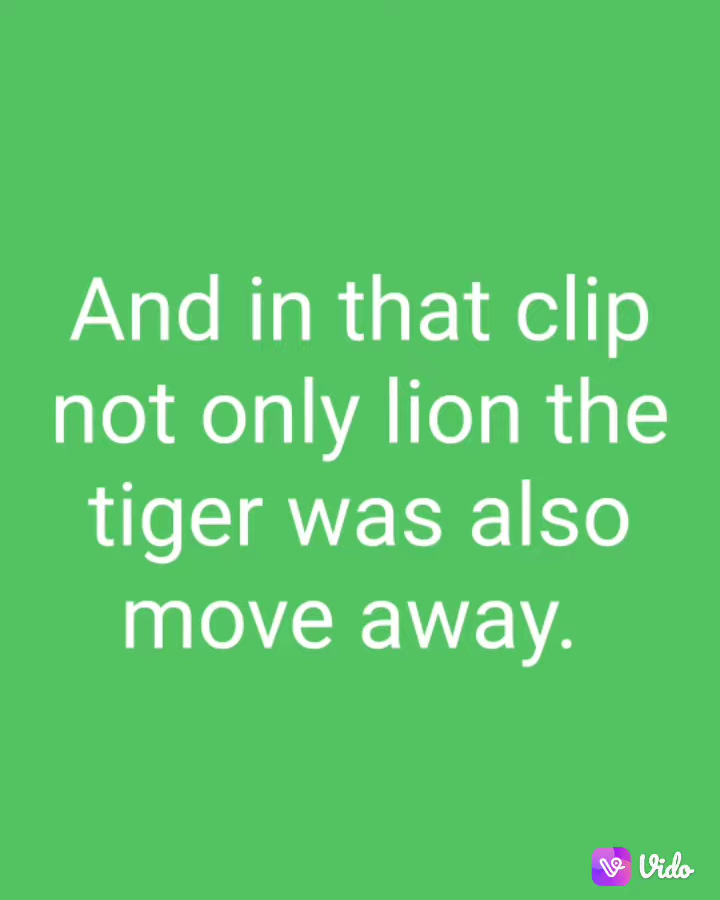 And in that clip
not only lion the
tiger was also
move away.
Vido